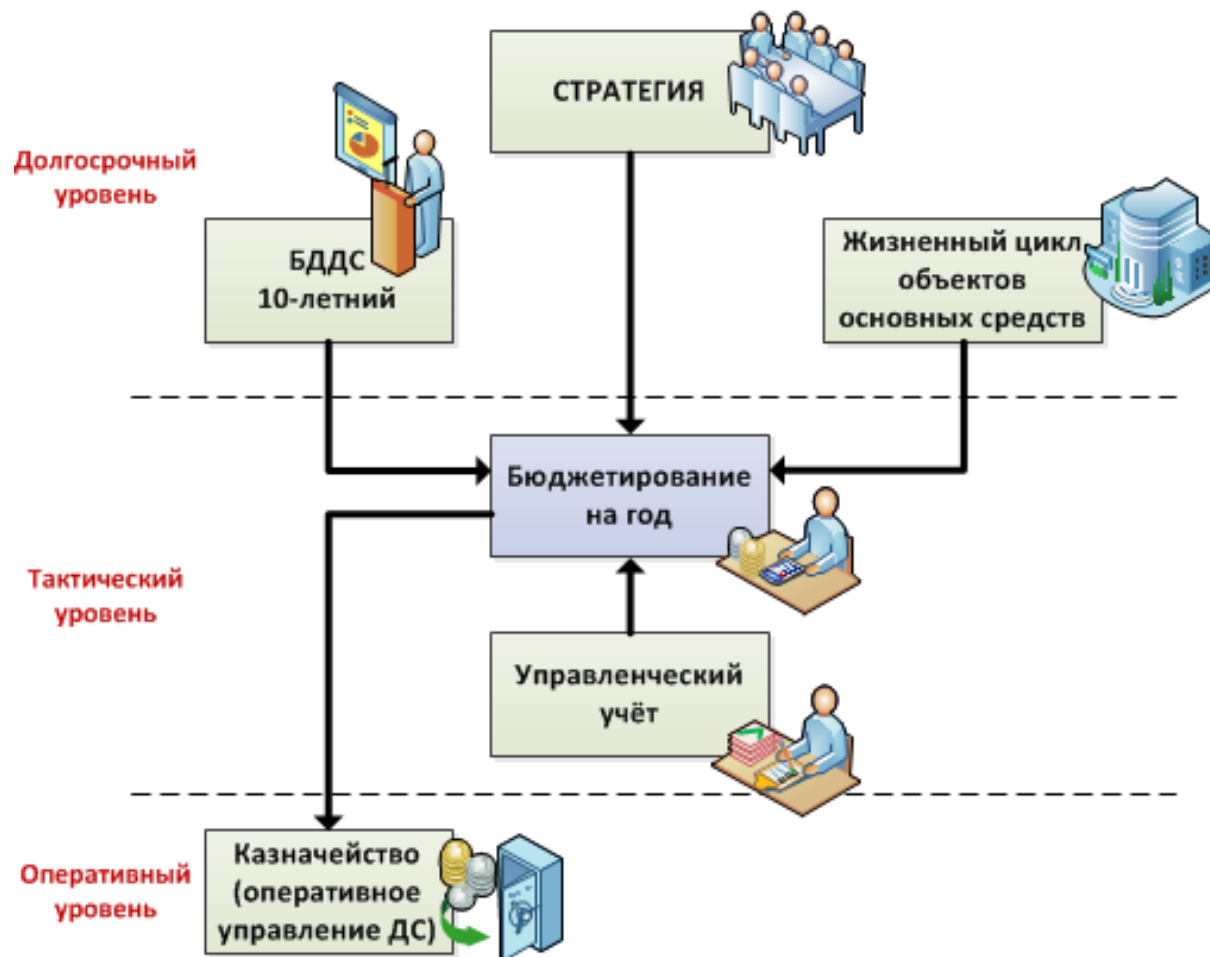 СТРАТЕГИЯ
Долгосрочный
уровень
БДДС
10-летний
Жизненный цикл
объектов
основных средств
Бюджетирование
на год
Тактический
уровень
Управленческий
учёт
Оперативный
уровень
Казначейство
(оперативное
управление ДС)